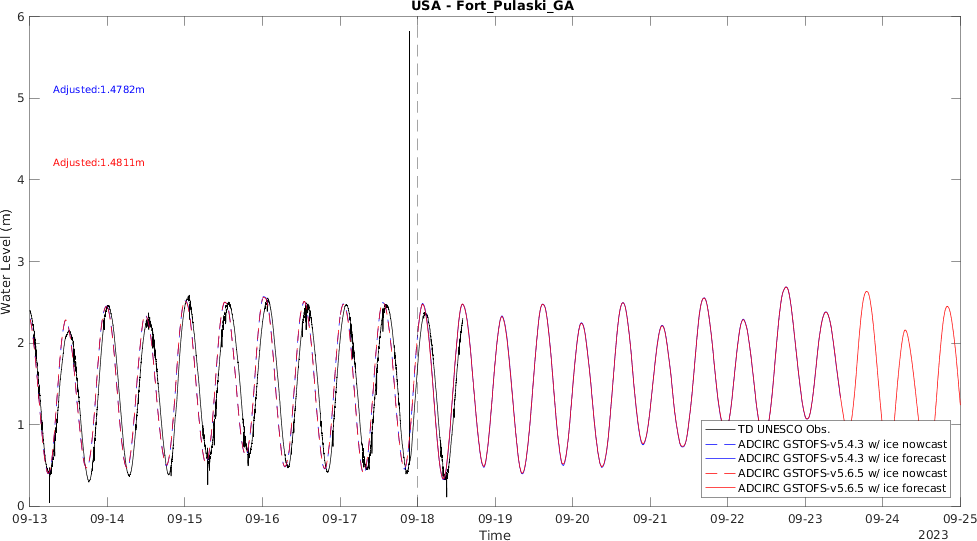 USA - Fort_Pulaski_GA
6
5
4
3
2
1
0
Water Level (m)
Adjusted:1.4782m
Adjusted:1.4811m
TD UNESCO Obs.
ADCIRC GSTOFS-v5.4.3 w/ ice nowcast
ADCIRC GSTOFS-v5.4.3 w/ ice forecast
ADCIRC GSTOFS-v5.6.5 w/ ice nowcast
ADCIRC GSTOFS-v5.6.5 w/ ice forecast
09-13 09-14 09-15 09-16 09-17 09-18 09-19 09-20 09-21 09-22 09-23 09-24 09-25
Time
2023